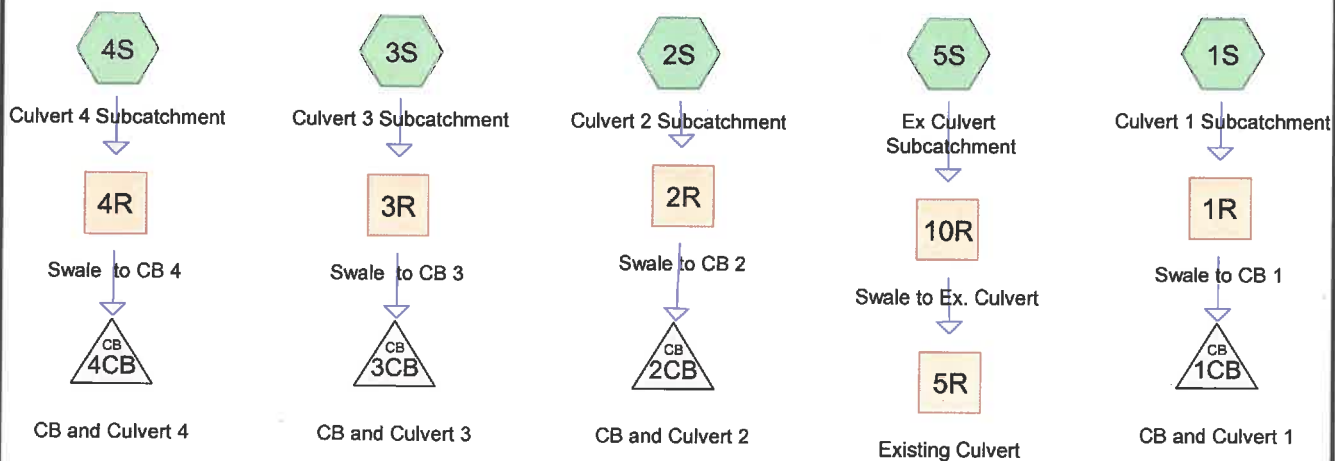 4S
Culvert 4 Subcatchment
4R
Swale to CB 4
CB
4CB
CB and Culvert 4
3S
Culvert 3 Subcatchment
3R
Swale to CB 3
CB
3CB
CB and Culvert 3
2S
Culvert 2 Subcatchment
2R
Swale to CB 2
CB
2CB
CB and Culvert 2
5S
Ex Culvert
Subcatchment
10R
Swale to Ex. Culvert
5R
Existing Culvert
1S
Culvert 1 Subcatchment
1R
Swale to CB 1
CB
1CB
CB and Culvert 1